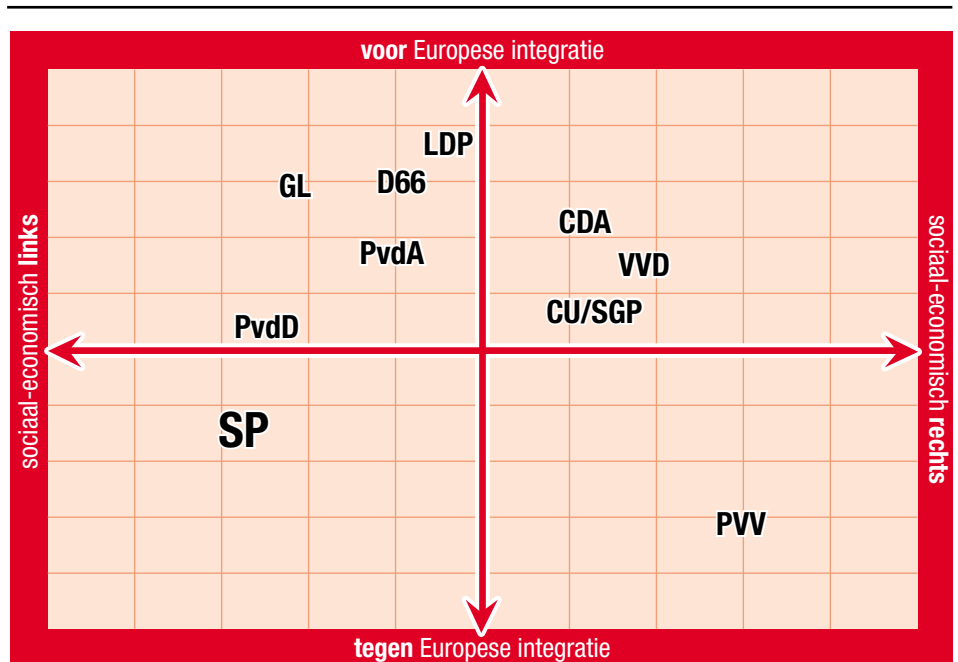 voor Europese integratie
LDP
GL
D66
CDA
PvdA
VVD
CU/SGP
PvdD
sociaal-economisch links
sociaal-economisch rechts
SP
PVV
tegen Europese integratie